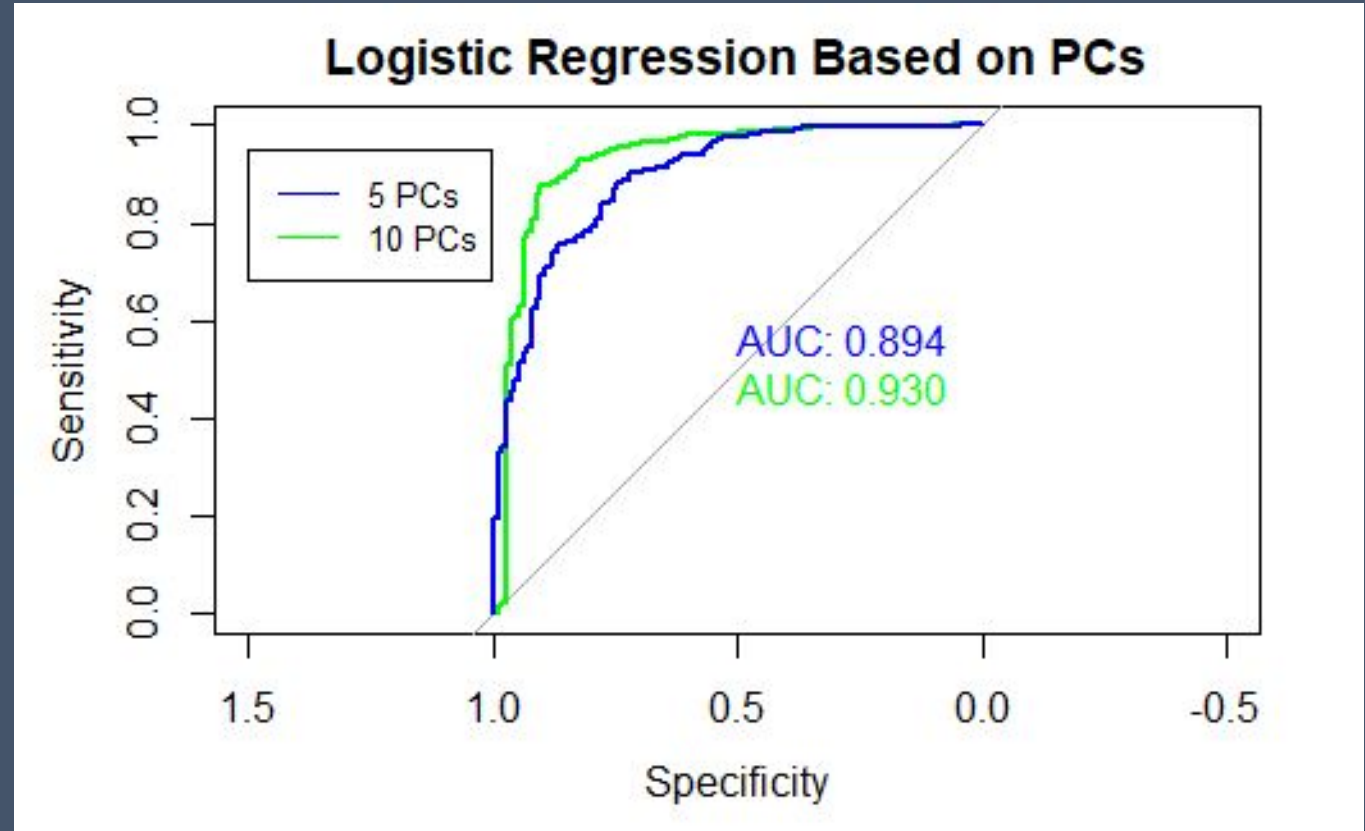 Logistic Regression Based on PCs
1.0
0.8
0.6
0.4
0.2
0.0
Sensitivity
5 PCs
10 PCs
AUC: 0.894
AUC: 0.930
1.5 1.0 0.5 0.0 -0.5
Specificity